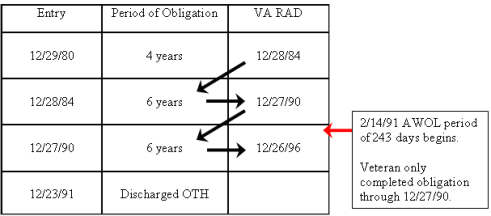 Entry Period of Obligation VA RAD
12/29/80 4 years 12/28/84
12/28/84 6 years 12/27/90
12/27/90 6 years 12/26/96
12/23/91 Discharged OTH
2/14/91 AWOL period
of 243 days begins.
Veteran only
completed obligation
through 12/27/90.